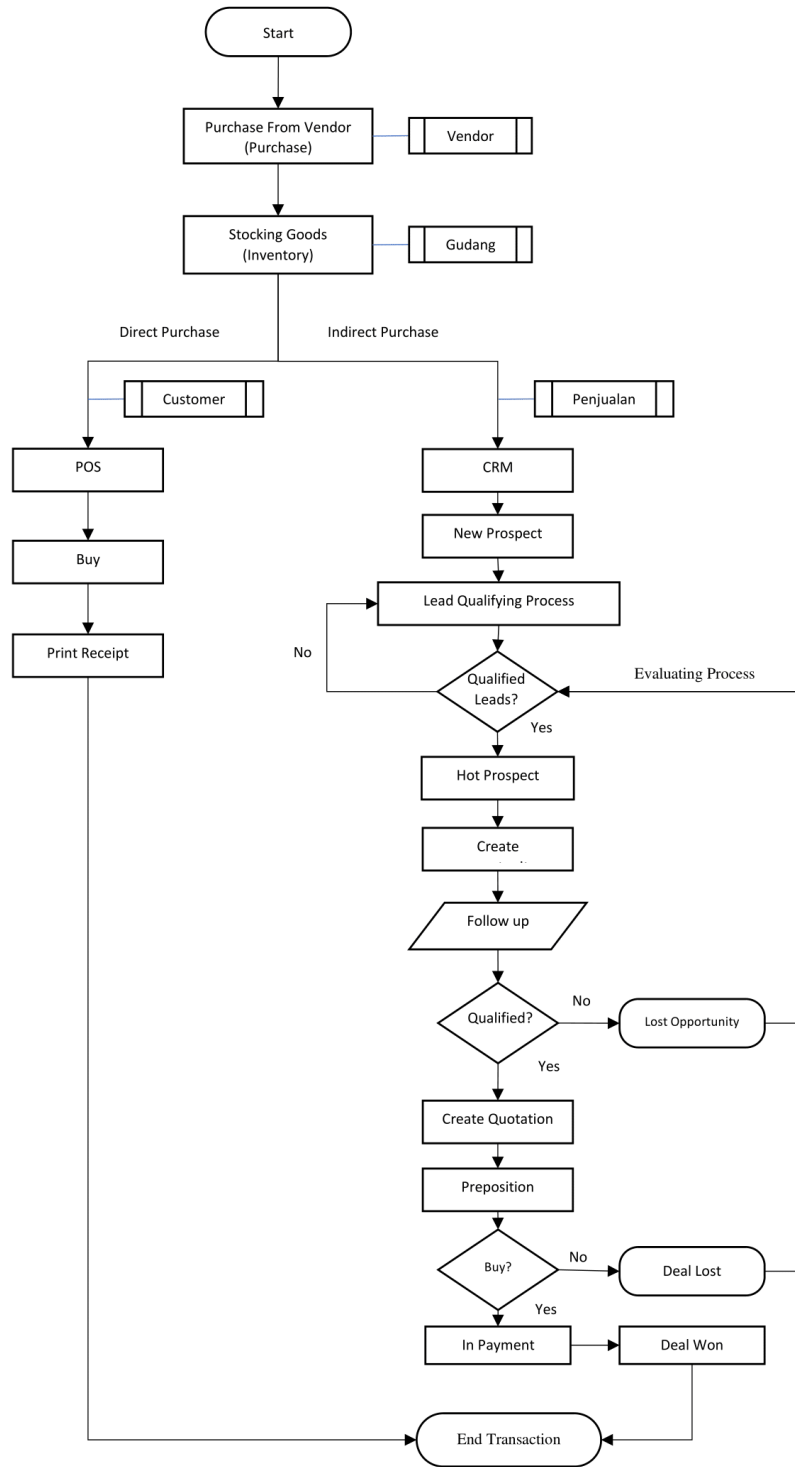 Start
Purchase From Vendor
(Purchase)
Vendor
Stocking Goods
(Inventory)
Gudang
Direct Purchase
Indirect Purchase
Customer
Penjualan
POS
CRM
Buy
New Prospect
Print Receipt
Lead Qualifying Process
No
Qualified
Leads?
Evaluating Process
Yes
Hot Prospect
Create
Follow up
Qualified?
No
Lost Opportunity
Yes
Create Quotation
Preposition
Buy?
No
Deal Lost
Yes
In Payment
Deal Won
End Transaction